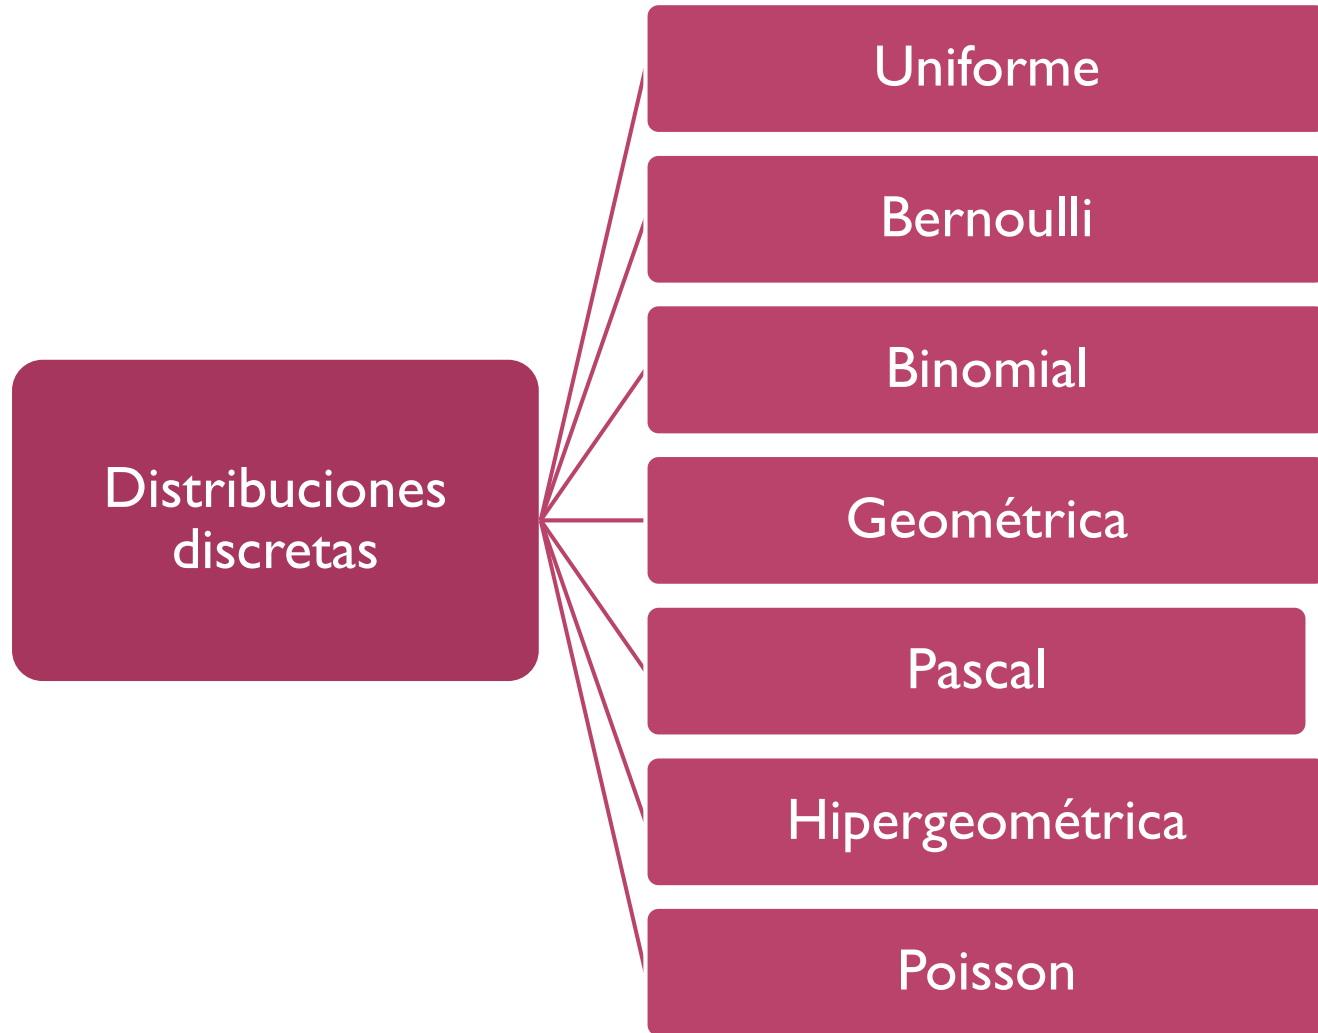 Uniforme
Bernoulli
Binomial
Distribuciones
discretas
Geométrica
Pascal
Hipergeométrica
Poisson